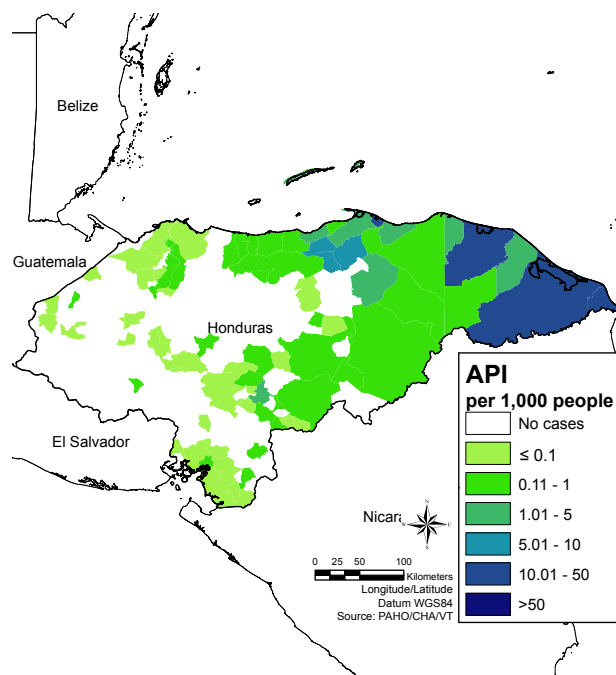 Belize
Guatemala
Honduras
El Salvador
API
per 1,000 people
No cases
≤ 0.1
0.11 - 1
1.01 - 5
5.01 - 10
10.01 - 50
>50
Nicar
N
W E
S
0 25 50 100
Kilometers
Longitude/Latitude
Datum WGS84
Source: PAHO/CHA/VT